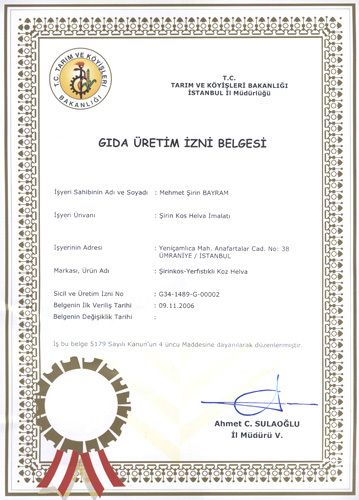 T.C. TARIM VE KÖYİŞLERİ
BAKANLIĞI
T.C.
TARIM VE KÖYİŞLERİ BAKANLIĞI
İSTANBUL İl Müdürlüğü
GIDA ÜRETİM İZNİ BELGESİ
İşyeri Sahibinin Adı ve Soyadı : Mehmet Şirin BAYRAM
İşyeri Ünvanı : Şirin Kos Helva İmalatı
İşyerinin Adresi : Yeniçamlıca Mah. Anafartalar Cad. No: 38
ÜMRANİYE / İSTANBUL
Markası, Ürün Adı : Şirinkos-Yerfıstıklı Koz Helva
Sicil ve Üretim İzni No : G34-1489-G-00002
Belgenin İlk Veriliş Tarihi : 09.11.2006
Belgenin Değişiklik Tarihi :
İş bu belge 5179 Sayılı Kanun'un 4 üncü Maddesine dayanılarak düzenlenmiştir.
Ahmet C. SULAOĞLU
İl Müdürü V.